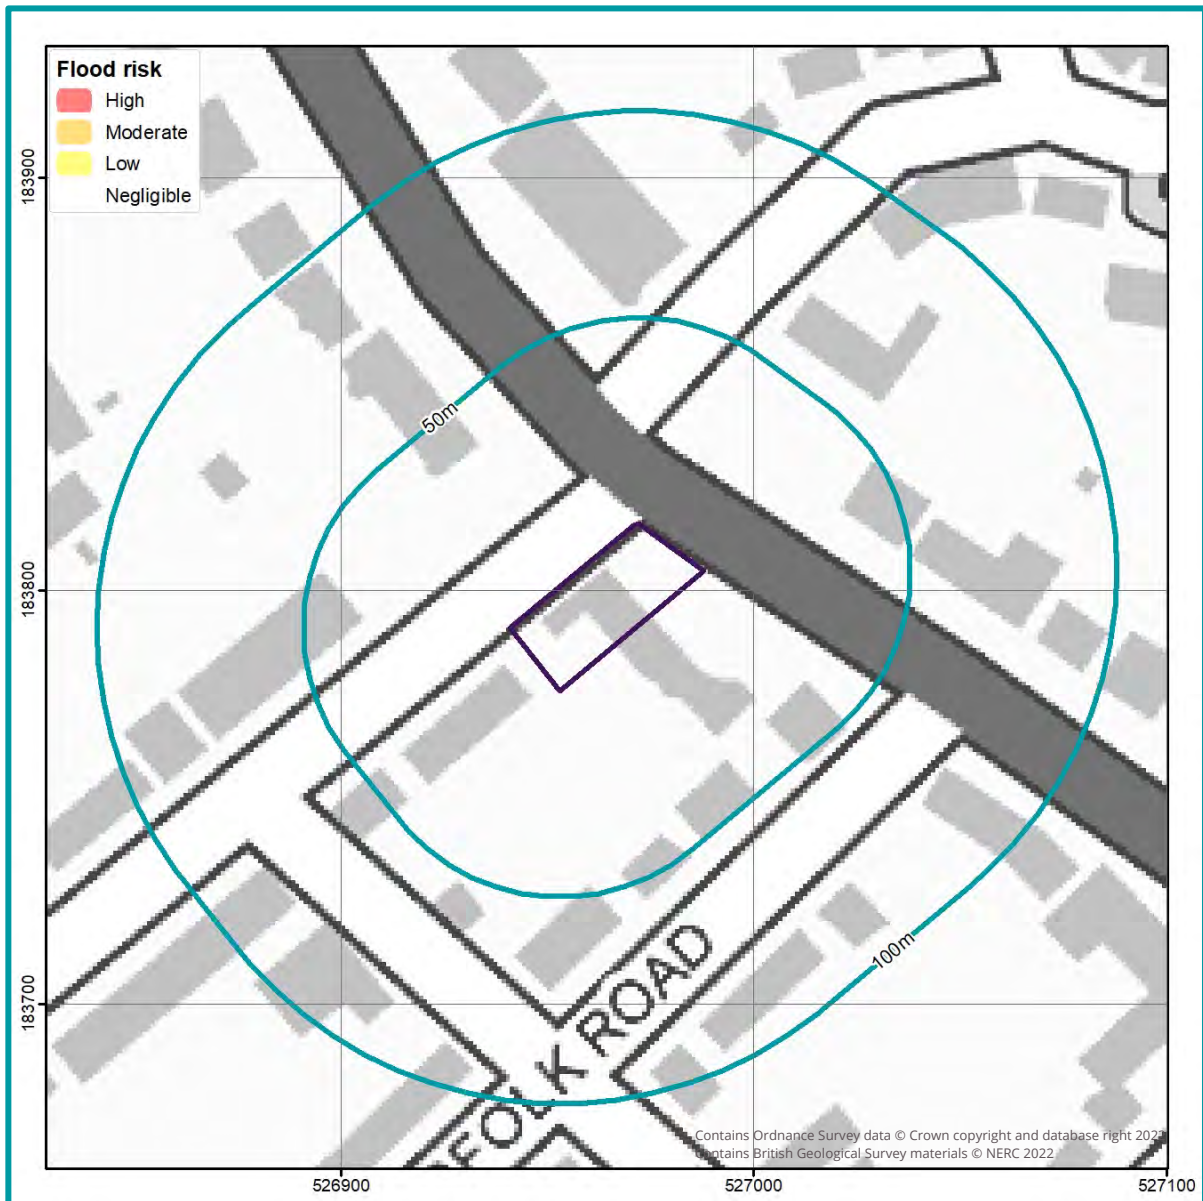 Flood risk
High
Moderate
Low
Negligible
183900
183800
183700
50m
100m
FOLK ROAD
Contains Ordnance Survey data © Crown copyright and database right 202
Contains British Geological Survey materials © NERC 2022
526900
527000
527100